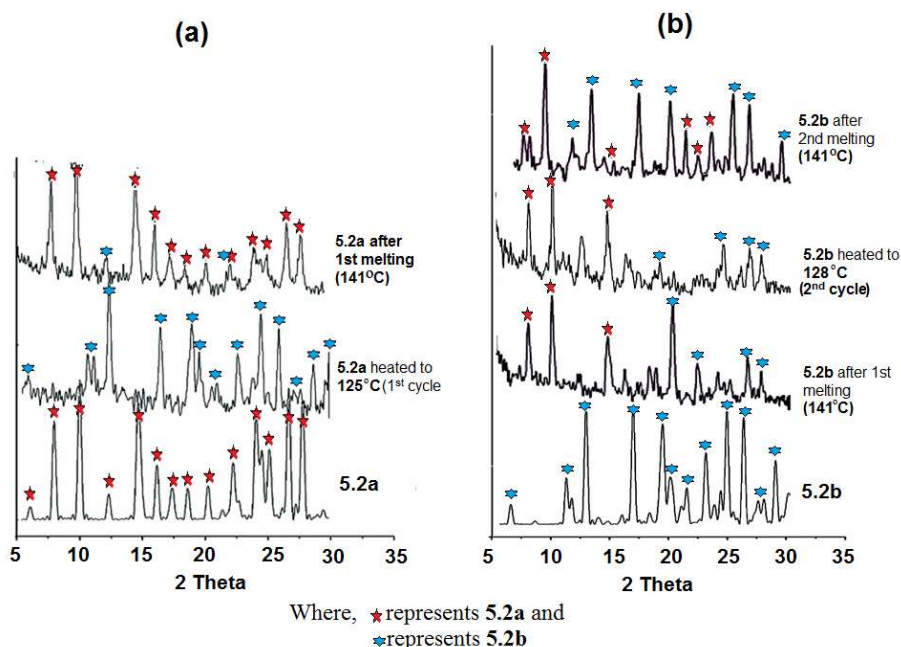 (a)
5.2a after
1st melting
(141°C)
5.2a heated to
125°C (1st cycle
5.2a
5 10 15 20 25 30 35
2 Theta
(b)
5.2b after
2nd melting
(141°C)
5.2b heated to
128°C
(2nd cycle)
5.2b after 1st
melting
(141°C)
5.2b
5 10 15 20 25 30 35
2 Theta
Where, ★ represents 5.2a and
✶represents 5.2b